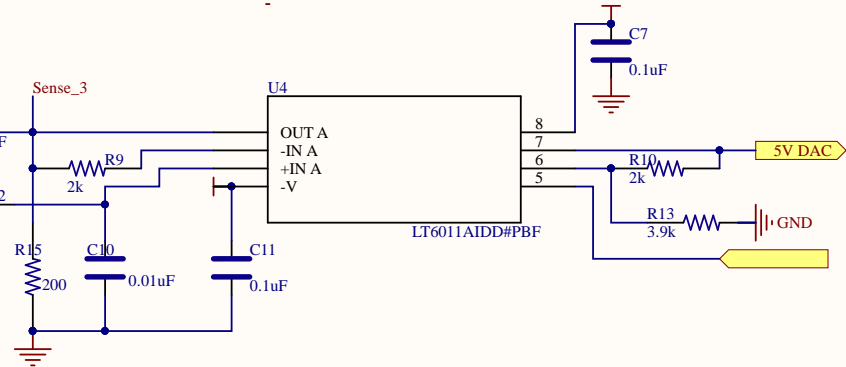 C7
0.1uF
Sense_3
U4
F
OUT A
-IN A
+IN A
-V
8
7
6
5
5V DAC
R9
2k
R10
2k
2
R13
3.9k
GND
LT6011AIDD#PBF
R15
200
C10
0.01uF
C11
0.1uF